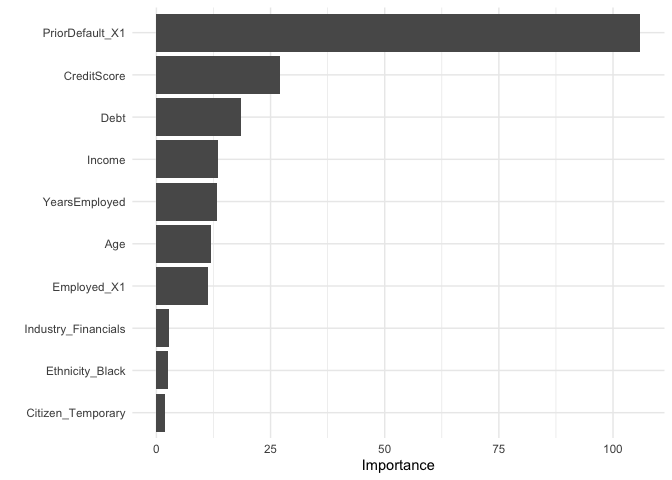 PriorDefault_X1
CreditScore
Debt
Income
YearsEmployed
Age
Employed_X1
Industry_Financials
Ethnicity_Black
Citizen_Temporary
0 25 50 75 100
Importance